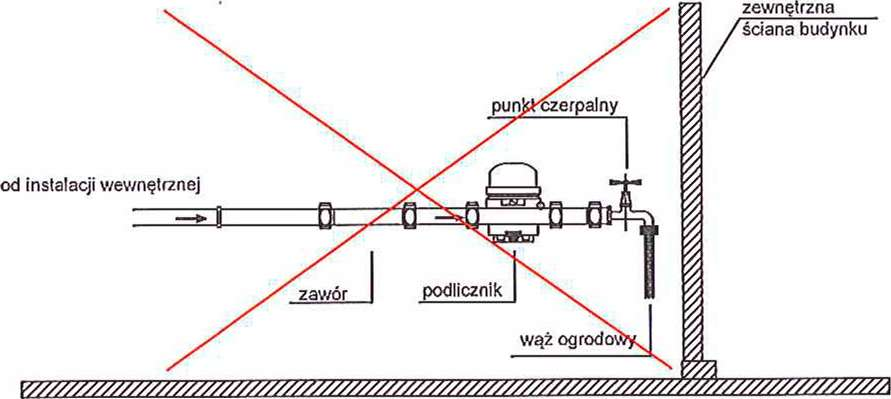 zewnętrzna
ściana budynku
punkt czerpalny
od instalacji wewnętrznej
zawór
podlicznik
wąż ogrodowy